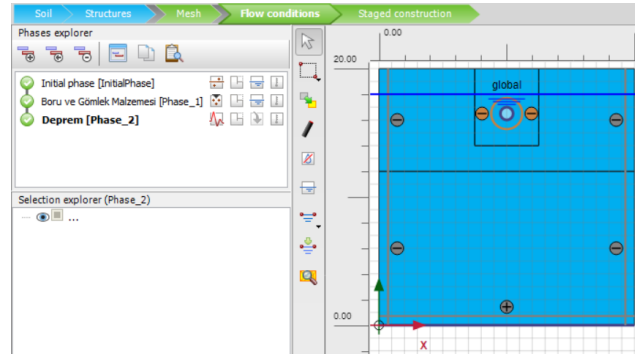 Soil Structures Mesh Flow conditions Staged construction
Phases explorer
Initial phase [InitialPhase]
Boru ve Gömlek Malzemesi [Phase_1]
Deprem [Phase_2]
Selection explorer (Phase_2)
...
0.00
20.00
global
0.00
x